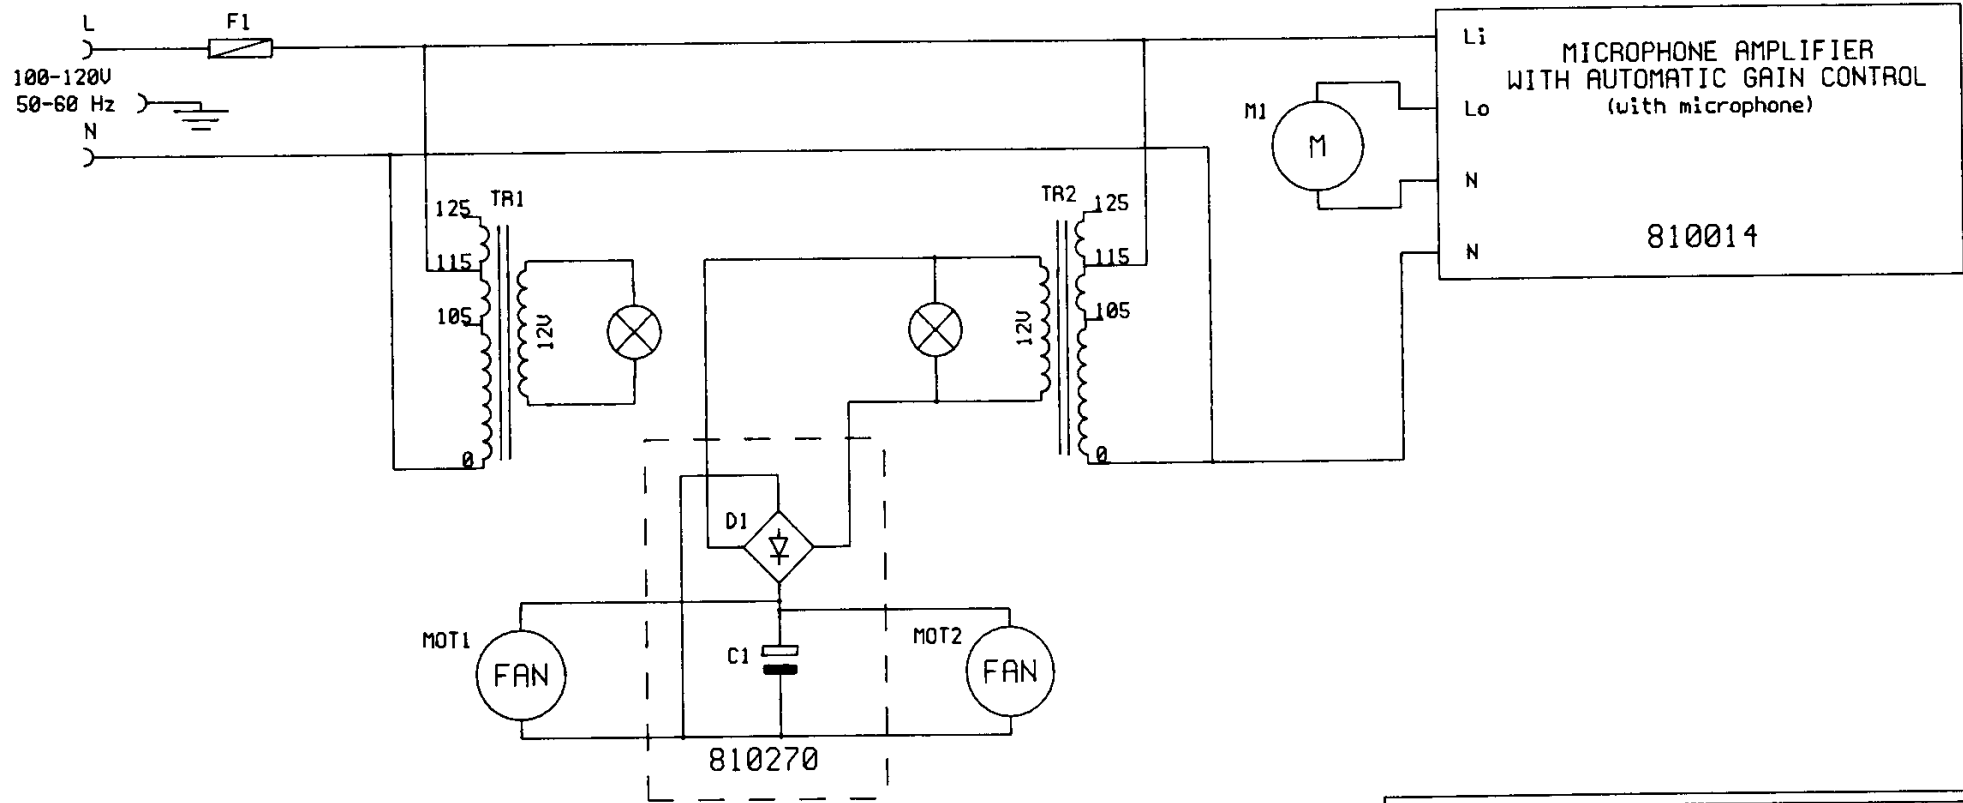 L
F1
100-120V
50-60 Hz
N
Li
MICROPHONE AMPLIFIER
WITH AUTOMATIC GAIN CONTROL
(with microphone)
Lo
M1
M
N
810014
N
TR1
125
115
105
0
12V
TR2
125
115
105
0
12V
D1
MOT1
FAN
C1
MOT2
FAN
810270